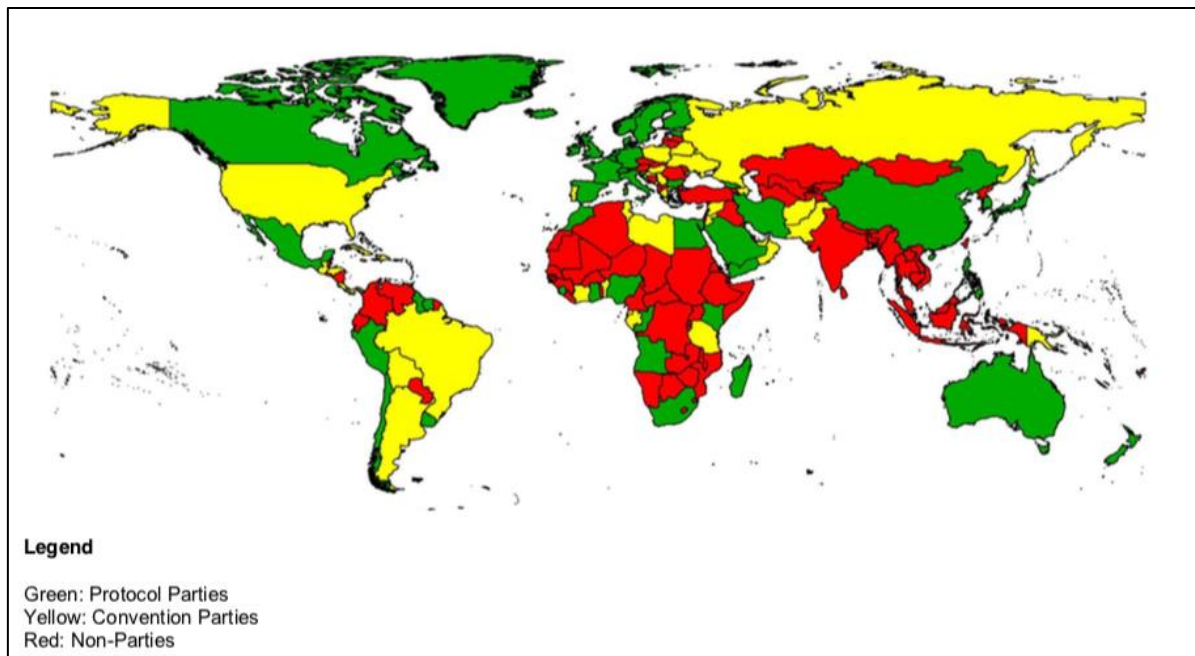 Legend
Green: Protocol Parties
Yellow: Convention Parties
Red: Non-Parties